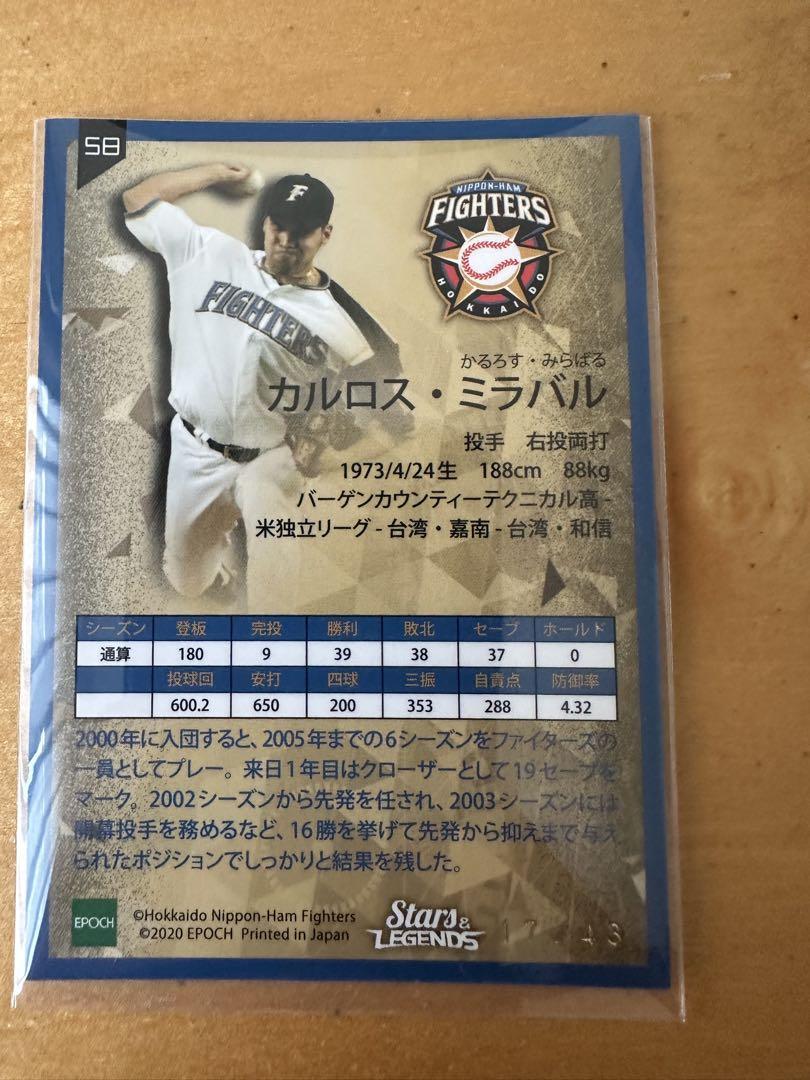 58
F
FIGHTERS
NIPPON-HAM
FIGHTERS
HOKKAIDO
かるろす・みらばる
カルロス・ミラバル
投手 右投両打
1973/4/24生 188cm 88kg
バーゲンカウンティーテクニカル高 -
米独立リーグ - 台湾・嘉南 - 台湾・和信
シーズン 登板 完投 勝利 敗北 セーブ ホールド
通算 180 9 39 38 37 0
投球回 安打 四球 三振 自責点 防御率
600.2 650 200 353 288 4.32
2000年に入団すると、2005年までの6シーズンをファイターズの
一員としてプレー。来日1年目はクローザーとして19セーブを
マーク。2002シーズンから先発を任され、2003シーズンには
開幕投手を務めるなど、16勝を挙げて先発から抑えまで与え
られたポジションでしっかりと結果を残した。
EPOCH
©Hokkaido Nippon-Ham Fighters
©2020 EPOCH Printed in Japan
Stars &
LEGENDS